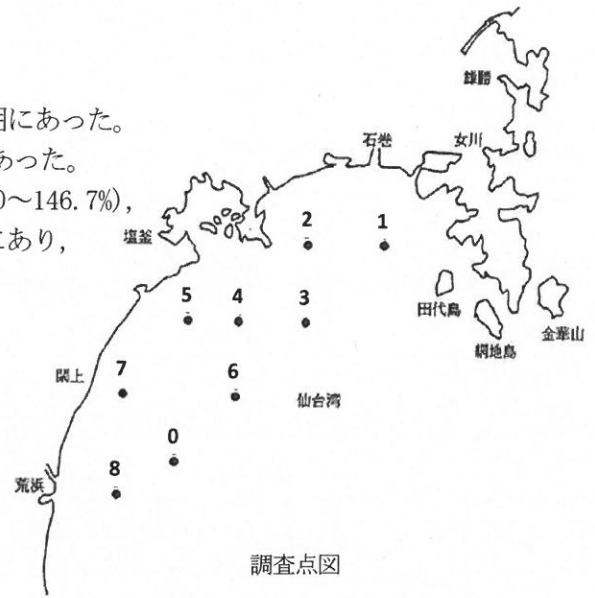 囲にあった。
あった。
0～146.7%),
にあり,
雄勝
石巻
女川
塩釜
2
1
5
4
3
田代島
網地島
金華山
閖上
7
6
仙台湾
0
荒浜
8
調査点図